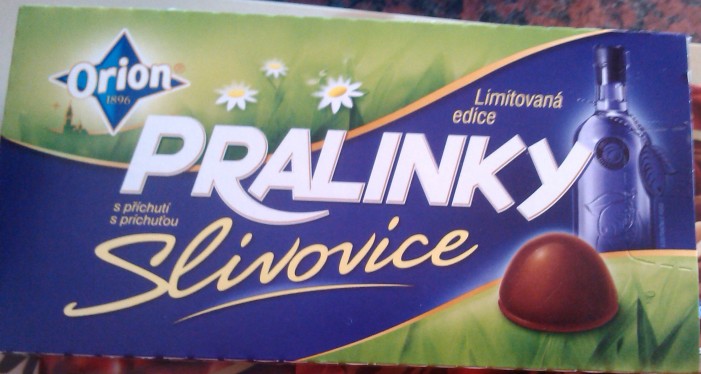 Orion®
1896
Limitovaná
edice
PRALINKY
s příchutí
s príchuťou
Slivovice